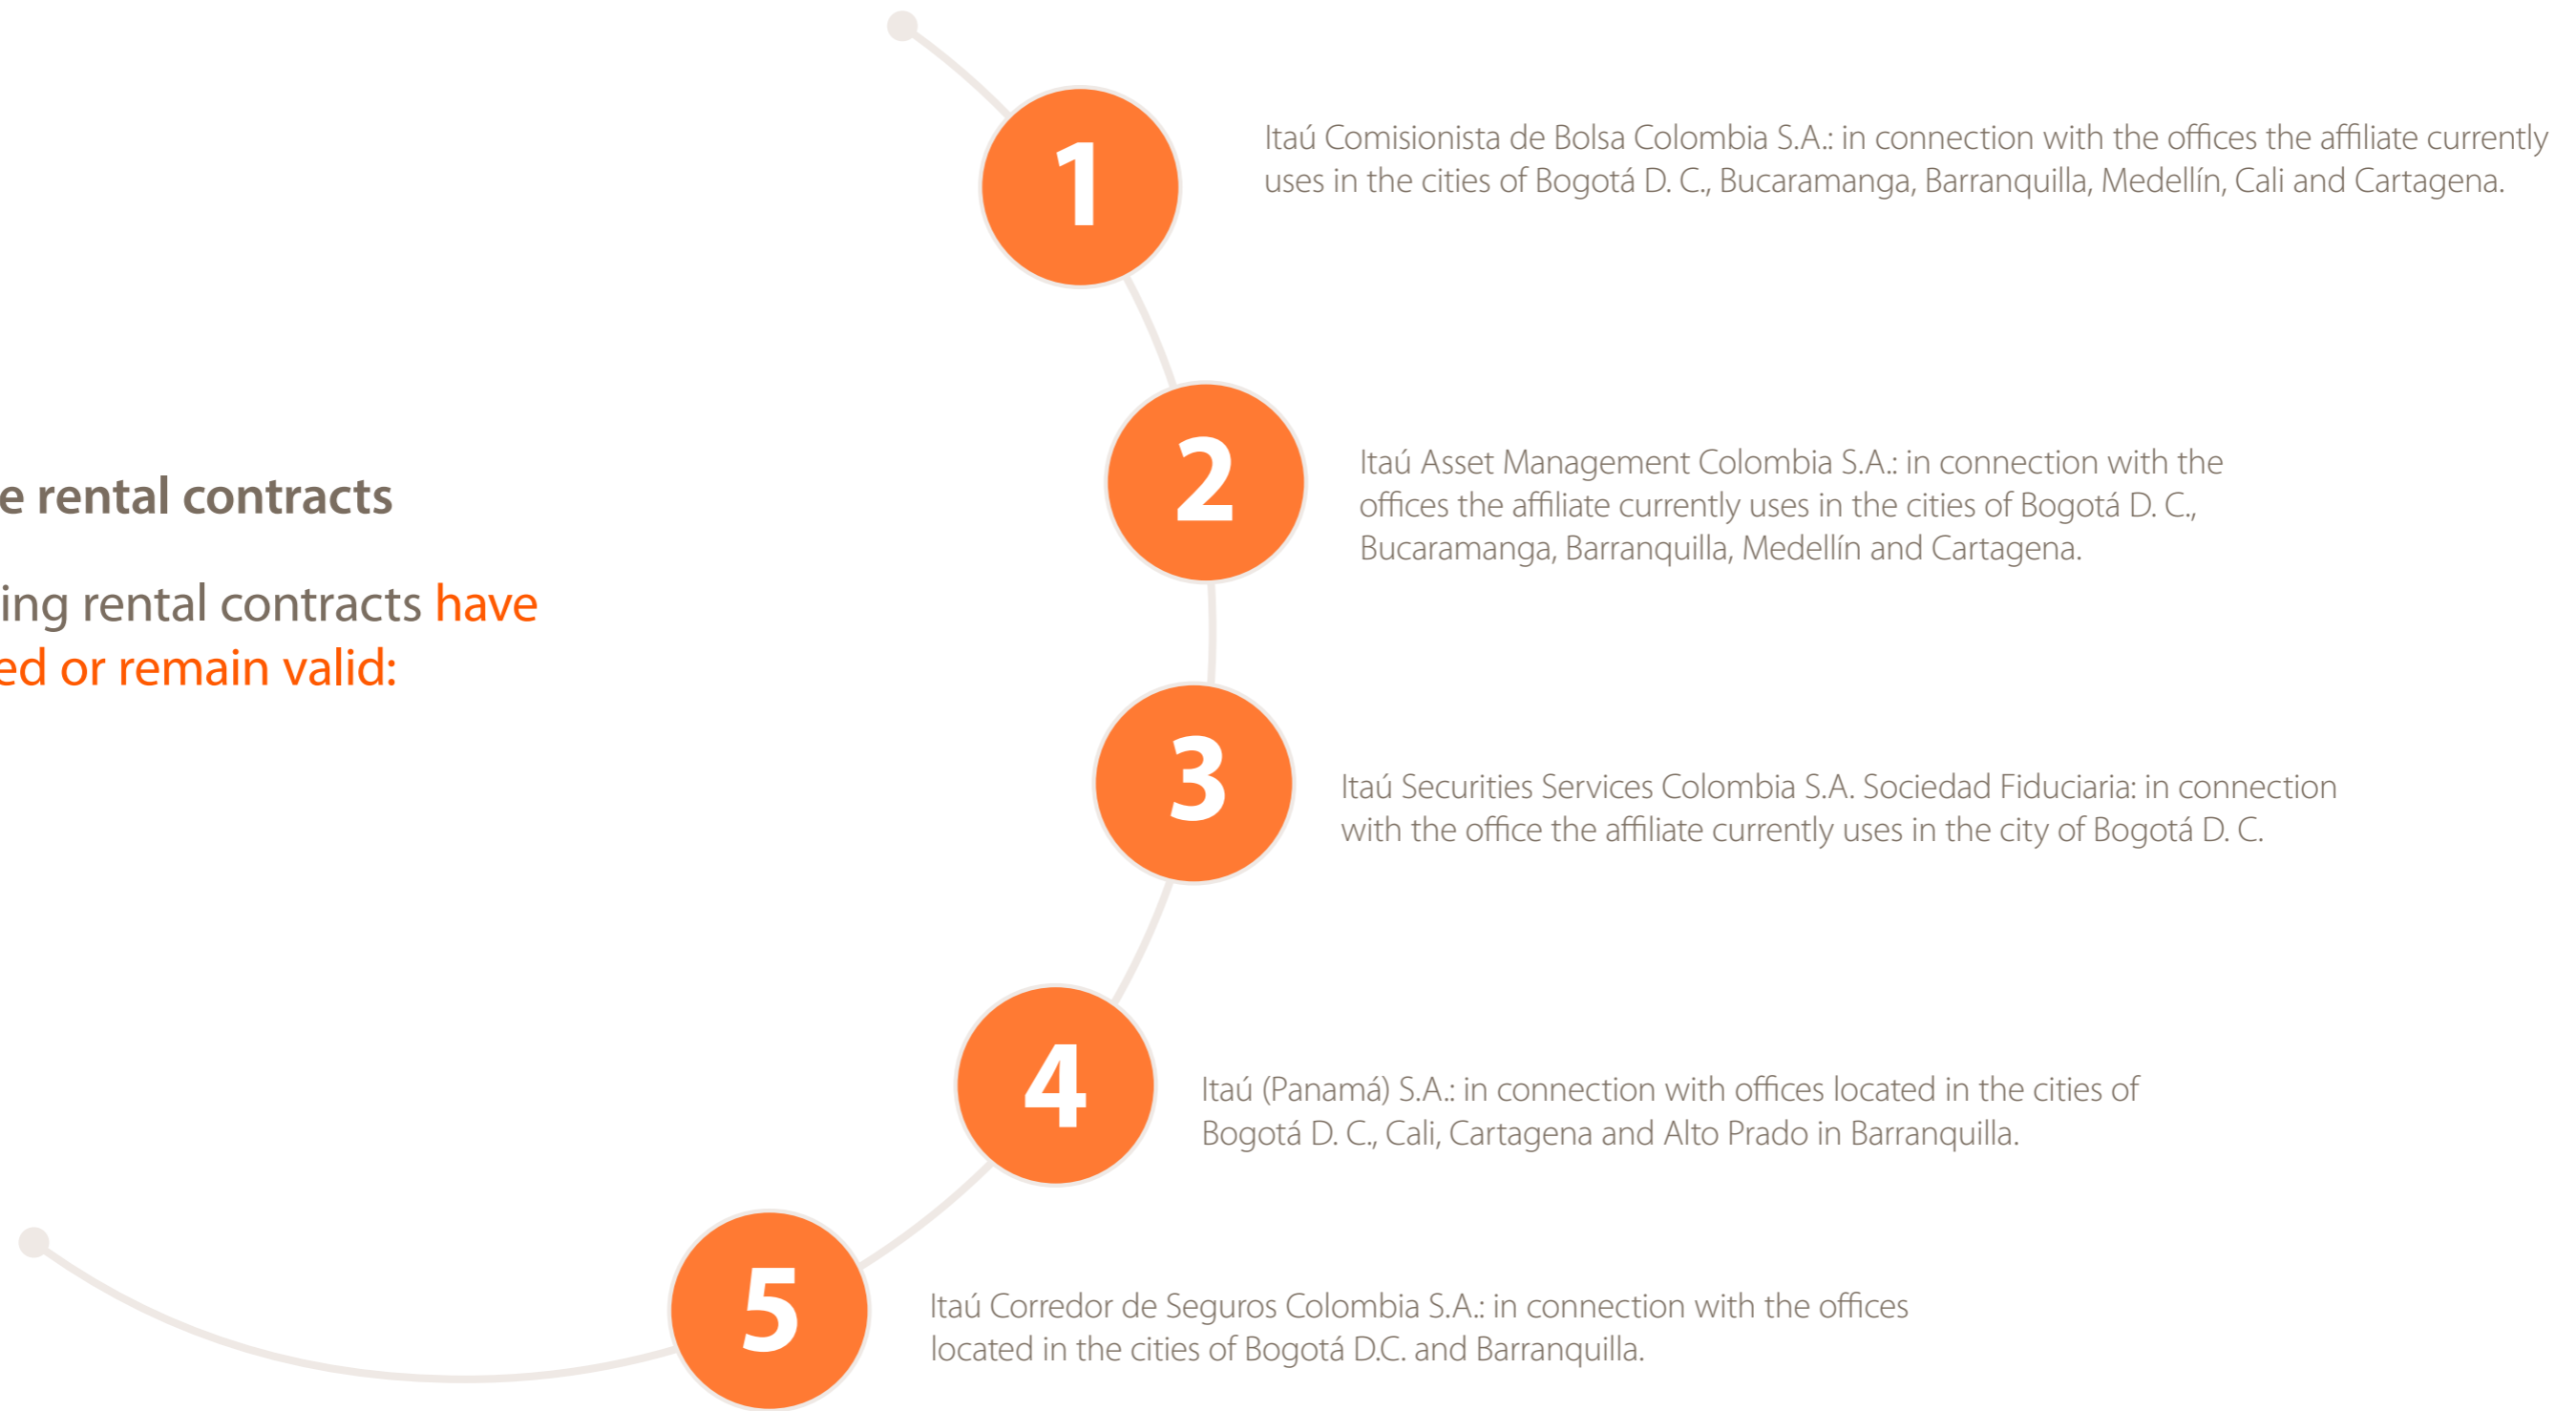 e rental contracts
ing rental contracts have
ed or remain valid:
1
Itaú Comisionista de Bolsa Colombia S.A.: in connection with the offices the affiliate currently
uses in the cities of Bogotá D. C., Bucaramanga, Barranquilla, Medellín, Cali and Cartagena.
2
Itaú Asset Management Colombia S.A.: in connection with the
offices the affiliate currently uses in the cities of Bogotá D. C.,
Bucaramanga, Barranquilla, Medellín and Cartagena.
3
Itaú Securities Services Colombia S.A. Sociedad Fiduciaria: in connection
with the office the affiliate currently uses in the city of Bogotá D. C.
4
Itaú (Panamá) S.A.: in connection with offices located in the cities of
Bogotá D. C., Cali, Cartagena and Alto Prado in Barranquilla.
5
Itaú Corredor de Seguros Colombia S.A.: in connection with the offices
located in the cities of Bogotá D.C. and Barranquilla.